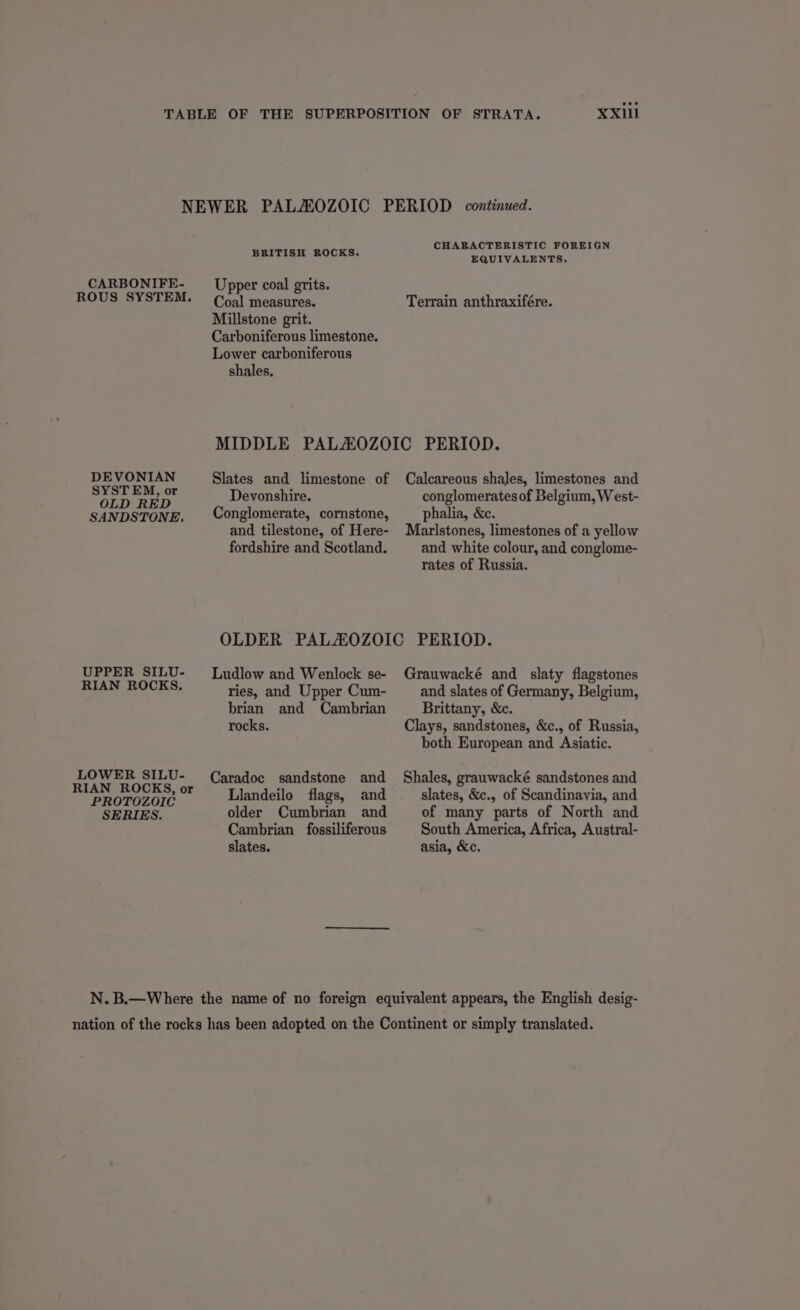 TABLE OF THE SUPERPOSITION OF STRATA. xxiii
NEWER PALÆOZOIC PERIOD continued.
BRITISH ROCKS.
CHARACTERISTIC FOREIGN
EQUIVALENTS.
CARBONIFE-
ROUS SYSTEM.
Upper coal grits.
Coal measures.
Millstone grit.
Carboniferous limestone.
Lower carboniferous
shales.
Terrain anthraxifére.
MIDDLE PALÆOZOIC PERIOD.
DEVONIAN
SYSTEM, or
OLD RED
SANDSTONE.
Slates and limestone of
Devonshire.
Conglomerate, cornstone,
and tilestone, of Here-
fordshire and Scotland.
Calcareous shales, limestones and
conglomerates of Belgium, West-
phalia, &c.
Marlstones, limestones of a yellow
and white colour, and conglome-
rates of Russia.
OLDER PALÆOZOIC PERIOD.
UPPER SILU-
RIAN ROCKS.
Ludlow and Wenlock se-
ries, and Upper Cum-
brian and Cambrian
rocks.
Grauwacké and slaty flagstones
and slates of Germany, Belgium,
Brittany, &c.
Clays, sandstones, &c., of Russia,
both European and Asiatic.
LOWER SILU-
RIAN ROCKS, or
PROTOZOIC
SERIES.
Caradoc sandstone and
Llandeilo flags, and
older Cumbrian and
Cambrian fossiliferous
slates.
Shales, grauwacké sandstones and
slates, &c., of Scandinavia, and
of many parts of North and
South America, Africa, Austral-
asia, &c.
N.B.—Where the name of no foreign equivalent appears, the English desig-
nation of the rocks has been adopted on the Continent or simply translated.